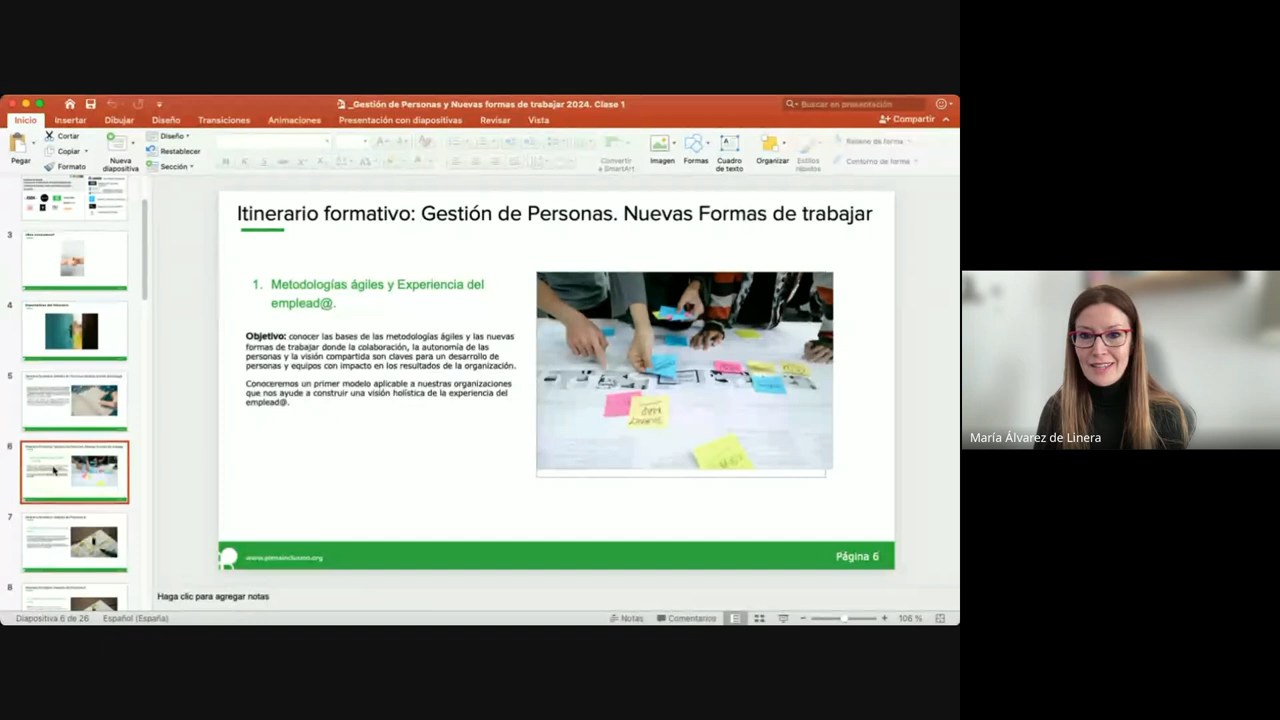 _Gestión de Personas y Nuevas formas de trabajar 2024. Clase 1
Buscar en presentación
Inicio
Insertar
Dibujar
Diseño
Transiciones
Animaciones
Presentación con diapositivas
Revisar
Vista
Compartir
Pegar
Cortar
Copiar
Formato
Nueva
diapositiva
Diseño
Restablecer
Sección
Convertir
a SmartArt
Imagen
Formas
Cuadro
de texto
Organizar
Estilos
rápidos
Relleno de forma
Contorno de forma
3
4
5
6
7
8
Itinerario formativo: Gestión de Personas. Nuevas Formas de trabajar
1. Metodologías ágiles y Experiencia del
emplead@.
Objetivo: conocer las bases de las metodologías ágiles y las nuevas
formas de trabajar donde la colaboración, la autonomía de las
personas y la visión compartida son claves para un desarrollo de
personas y equipos con impacto en los resultados de la organización.
Conoceremos un primer modelo aplicable a nuestras organizaciones
que nos ayude a construir una visión holística de la experiencia del
emplead@.
Página 6
Haga clic para agregar notas
Diapositiva 6 de 26
Español (España)
Notas
Comentarios
106 %
María Álvarez de Linera